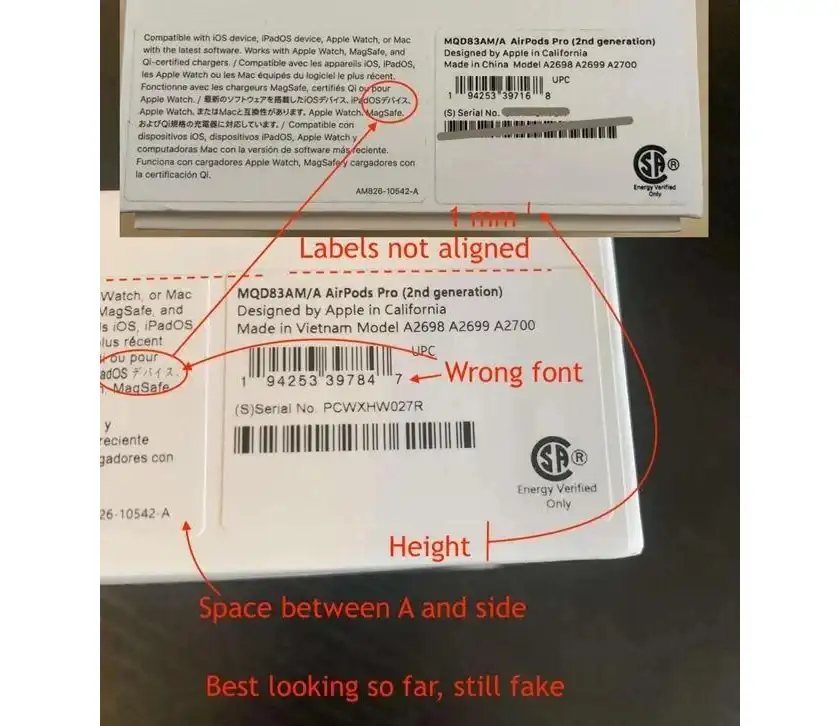 Compatible with iOS device, iPadOS device, Apple Watch, or Mac
with the latest software. Works with Apple Watch, MagSafe, and
Qi-certified chargers. / Compatible avec les appareils iOS, iPadOS,
les Apple Watch ou les Mac équipés du logiciel le plus récent.
Fonctionne avec les chargeurs MagSafe, certifiés Qi ou pour
Apple Watch. / 最新のソフトウェアを搭載したiOSデバイス、iPadOSデバイス、
Apple Watch、またはMacと互換性があります。Apple Watch、MagSafe、
およびQi規格の充電器に対応しています。/ Compatible con
dispositivos iOS, dispositivos iPadOS, Apple Watch y
computadoras Mac con la versión de software más reciente.
Funciona con cargadores Apple Watch, MagSafe y cargadores con
la certificación Qi.
AM826-10542-A
MQD83AM/A AirPods Pro (2nd generation)
Designed by Apple in California
Made in China Model A2698 A2699 A2700
UPC
1 94253 39716 8
(S) Serial No.
SA®
Energy Verified
Only
1 mm
Labels not aligned
Watch, or Mac
MagSafe, and
s iOS, iPadOS
lus récent
i ou pour
adOS デバイス、
MagSafe
y
reciente
gadores con
26-10542-A
MQD83AM/A AirPods Pro (2nd generation)
Designed by Apple in California
Made in Vietnam Model A2698 A2699 A2700
UPC
1 94253 39784 7
Wrong font
(S)Serial No. PCWXHW027R
SA®
Energy Verified
Only
Height
Space between A and side
Best looking so far, still fake